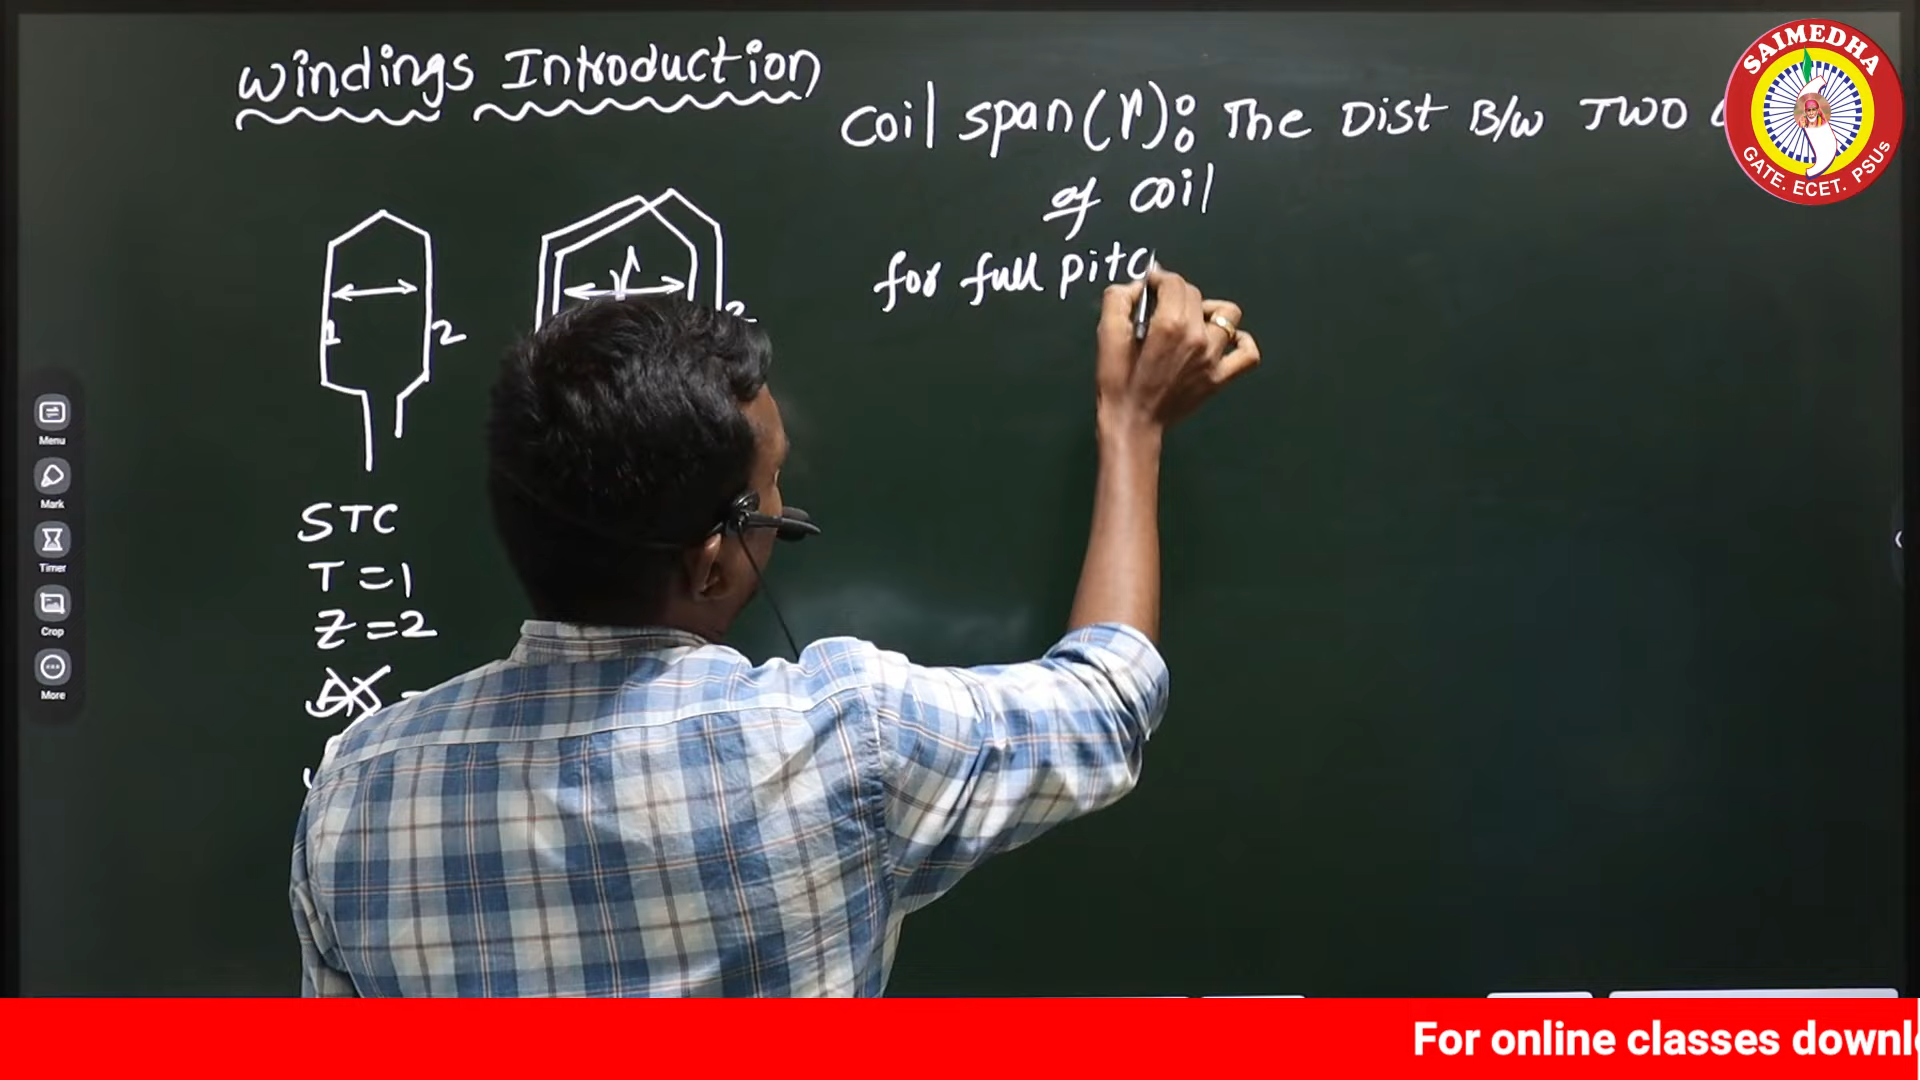 Windings Introduction
Coil span(γ): The Dist B/w TWO
of coil
for full pitc
1
2
γ
2
STC
T=1
Z=2
Menu
Mark
Timer
Crop
More
SAIMEDHA
GATE. ECET. PSUs
For online classes downl